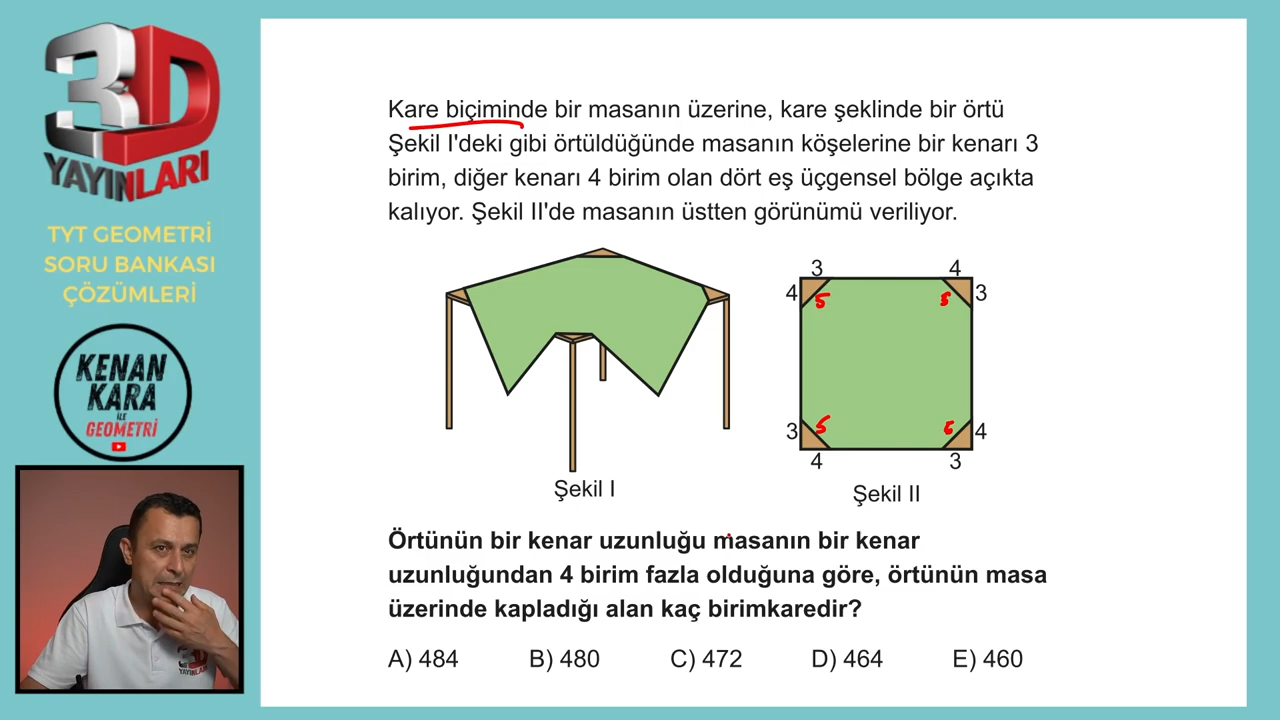 3D
YAYINLARI
TYT GEOMETRİ
SORU BANKASI
ÇÖZÜMLERİ
KENAN
KARA
İLE
GEOMETRİ
3D
YAYINLARI
Kare biçiminde bir masanın üzerine, kare şeklinde bir örtü
Şekil I'deki gibi örtüldüğünde masanın köşelerine bir kenarı 3
birim, diğer kenarı 4 birim olan dört eş üçgensel bölge açıkta
kalıyor. Şekil II'de masanın üstten görünümü veriliyor.
3 4
4 5 5 3
3 5 5 4
4 3
Şekil I
Şekil II
Örtünün bir kenar uzunluğu masanın bir kenar
uzunluğundan 4 birim fazla olduğuna göre, örtünün masa
üzerinde kapladığı alan kaç birimkaredir?
A) 484 B) 480 C) 472 D) 464 E) 460